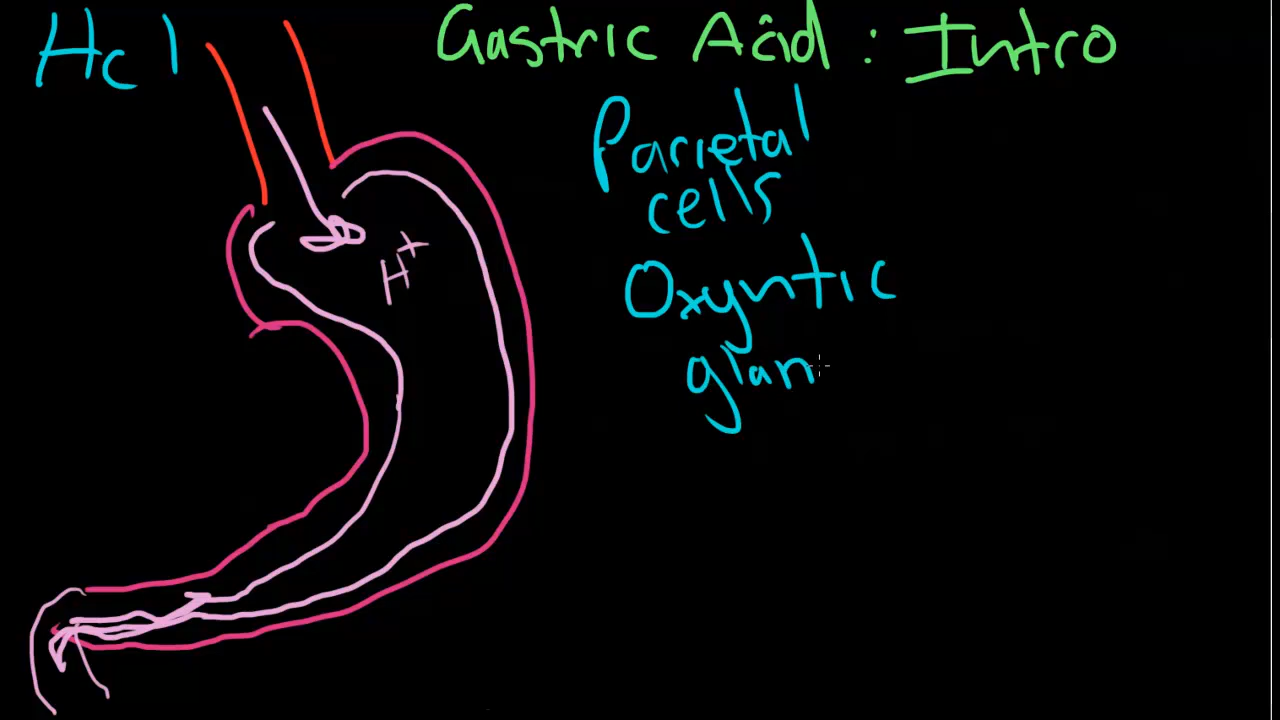 HCl
Gastric Acid : Intro
Parietal
cells
H+
Oxyntic
glan